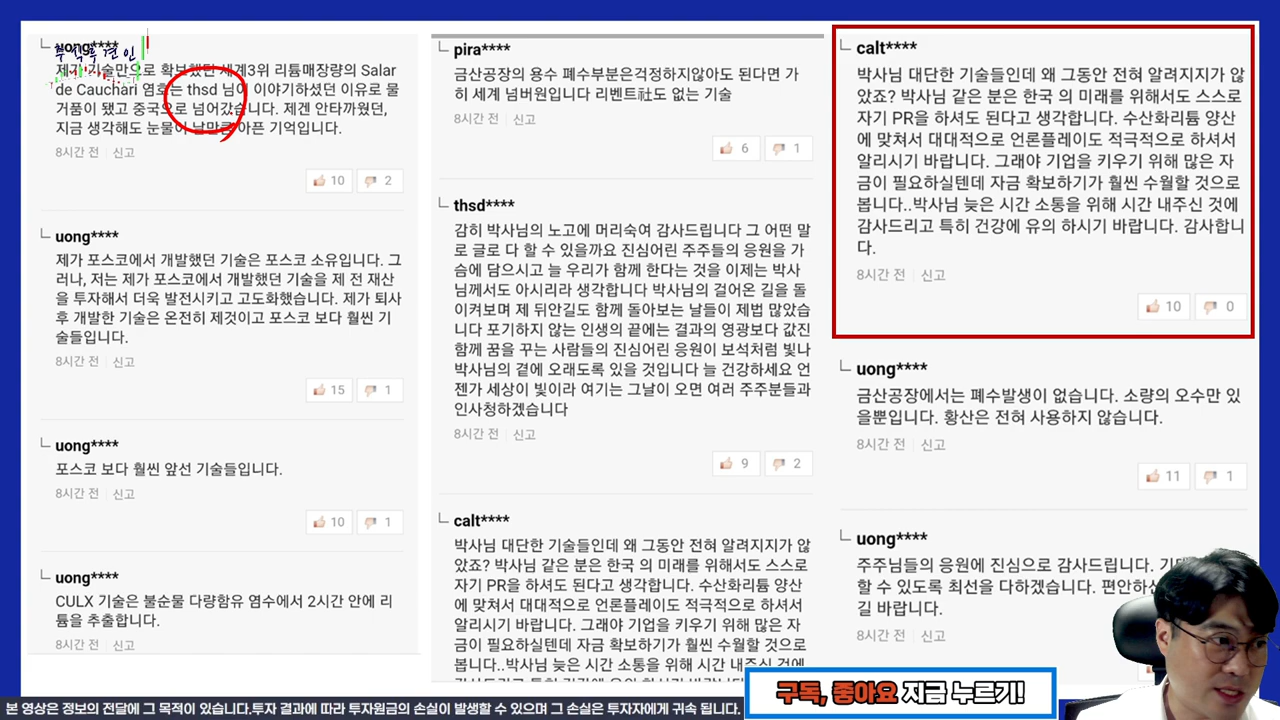 주식투견인
uong****
제가 기술만으로 확보했던 세계3위 리튬매장량의 Salar
de Cauchari 염호는 thsd 님이 이야기하셨던 이유로 물
거품이 됐고 중국으로 넘어갔습니다. 제겐 안타까웠던,
지금 생각해도 눈물이 날만큼 아픈 기억입니다.
8시간 전 신고
10 2
uong****
제가 포스코에서 개발했던 기술은 포스코 소유입니다. 그
러나, 저는 제가 포스코에서 개발했던 기술을 제 전 재산
을 투자해서 더욱 발전시키고 고도화했습니다. 제가 퇴사
후 개발한 기술은 온전히 제것이고 포스코 보다 훨씬 기
술들입니다.
8시간 전 신고
15 1
uong****
포스코 보다 훨씬 앞선 기술들입니다.
8시간 전 신고
10 1
uong****
CULX 기술은 불순물 다량함유 염수에서 2시간 안에 리
튬을 추출합니다.
8시간 전 신고
pira****
금산공장의 용수 폐수부분은걱정하지않아도 된다면 가
히 세계 넘버원입니다 리벤트社도 없는 기술
8시간 전 신고
6 1
thsd****
감히 박사님의 노고에 머리숙여 감사드립니다 그 어떤 말
로 글로 다 할 수 있을까요 진심어린 주주들의 응원을 가
슴에 담으시고 늘 우리가 함께 한다는 것을 이제는 박사
님께서도 아시리라 생각합니다 박사님의 걸어온 길을 돌
이켜보며 제 뒤안길도 함께 돌아보는 날들이 제법 많았습
니다 포기하지 않는 인생의 끝에는 결과의 영광보다 값진
함께 꿈을 꾸는 사람들의 진심어린 응원이 보석처럼 빛나
박사님의 곁에 오래도록 있을 것입니다 늘 건강하세요 언
젠가 세상이 빛이라 여기는 그날이 오면 여러 주주분들과
인사청하겠습니다
8시간 전 신고
9 2
calt****
박사님 대단한 기술들인데 왜 그동안 전혀 알려지지가 않
았죠? 박사님 같은 분은 한국 의 미래를 위해서도 스스로
자기 PR을 하셔도 된다고 생각합니다. 수산화리튬 양산
에 맞쳐서 대대적으로 언론플레이도 적극적으로 하셔서
알리시기 바랍니다. 그래야 기업을 키우기 위해 많은 자
금이 필요하실텐데 자금 확보하기가 훨씬 수월할 것으로
봅니다..박사님 늦은 시간 소통을 위해 시간 내주신 것에
calt****
박사님 대단한 기술들인데 왜 그동안 전혀 알려지지가 않
았죠? 박사님 같은 분은 한국 의 미래를 위해서도 스스로
자기 PR을 하셔도 된다고 생각합니다. 수산화리튬 양산
에 맞쳐서 대대적으로 언론플레이도 적극적으로 하셔서
알리시기 바랍니다. 그래야 기업을 키우기 위해 많은 자
금이 필요하실텐데 자금 확보하기가 훨씬 수월할 것으로
봅니다..박사님 늦은 시간 소통을 위해 시간 내주신 것에
감사드리고 특히 건강에 유의 하시기 바랍니다. 감사합니
다.
8시간 전 신고
10 0
uong****
금산공장에서는 폐수발생이 없습니다. 소량의 오수만 있
을뿐입니다. 황산은 전혀 사용하지 않습니다.
8시간 전 신고
11 1
uong****
주주님들의 응원에 진심으로 감사드립니다.
할 수 있도록 최선을 다하겠습니다.
길 바랍니다.
8시간 전 신고
구독, 좋아요 지금 누르기!
본 영상은 정보의 전달에 그 목적이 있습니다.투자 결과에 따라 투자원금의 손실이 발생할 수 있으며 그 손실은 투자자에게 귀속 됩니다.